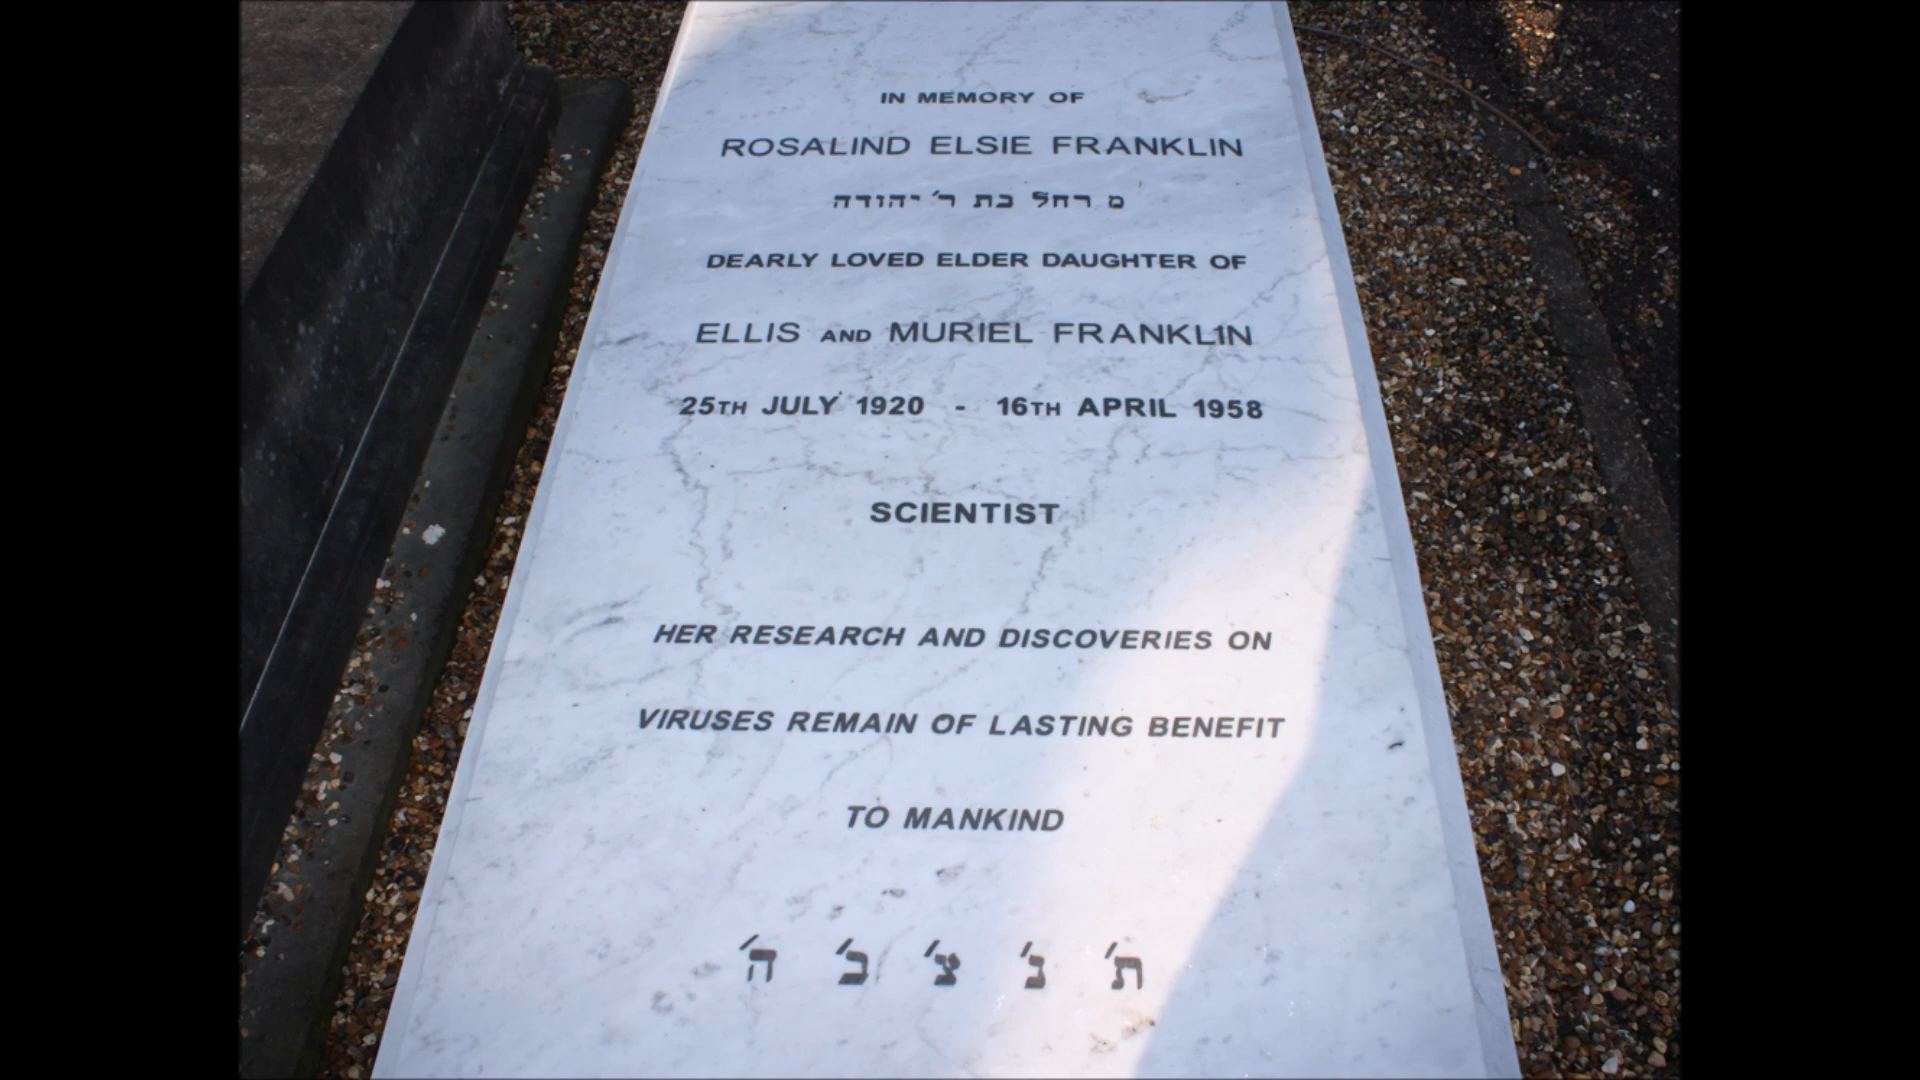 IN MEMORY OF
ROSALIND ELSIE FRANKLIN
מ רחל בת ר׳ יהודה
DEARLY LOVED ELDER DAUGHTER OF
ELLIS AND MURIEL FRANKLIN
25TH JULY 1920 - 16TH APRIL 1958
SCIENTIST
HER RESEARCH AND DISCOVERIES ON
VIRUSES REMAIN OF LASTING BENEFIT
TO MANKIND
ת׳ נ׳ צ׳ ב׳ ה׳